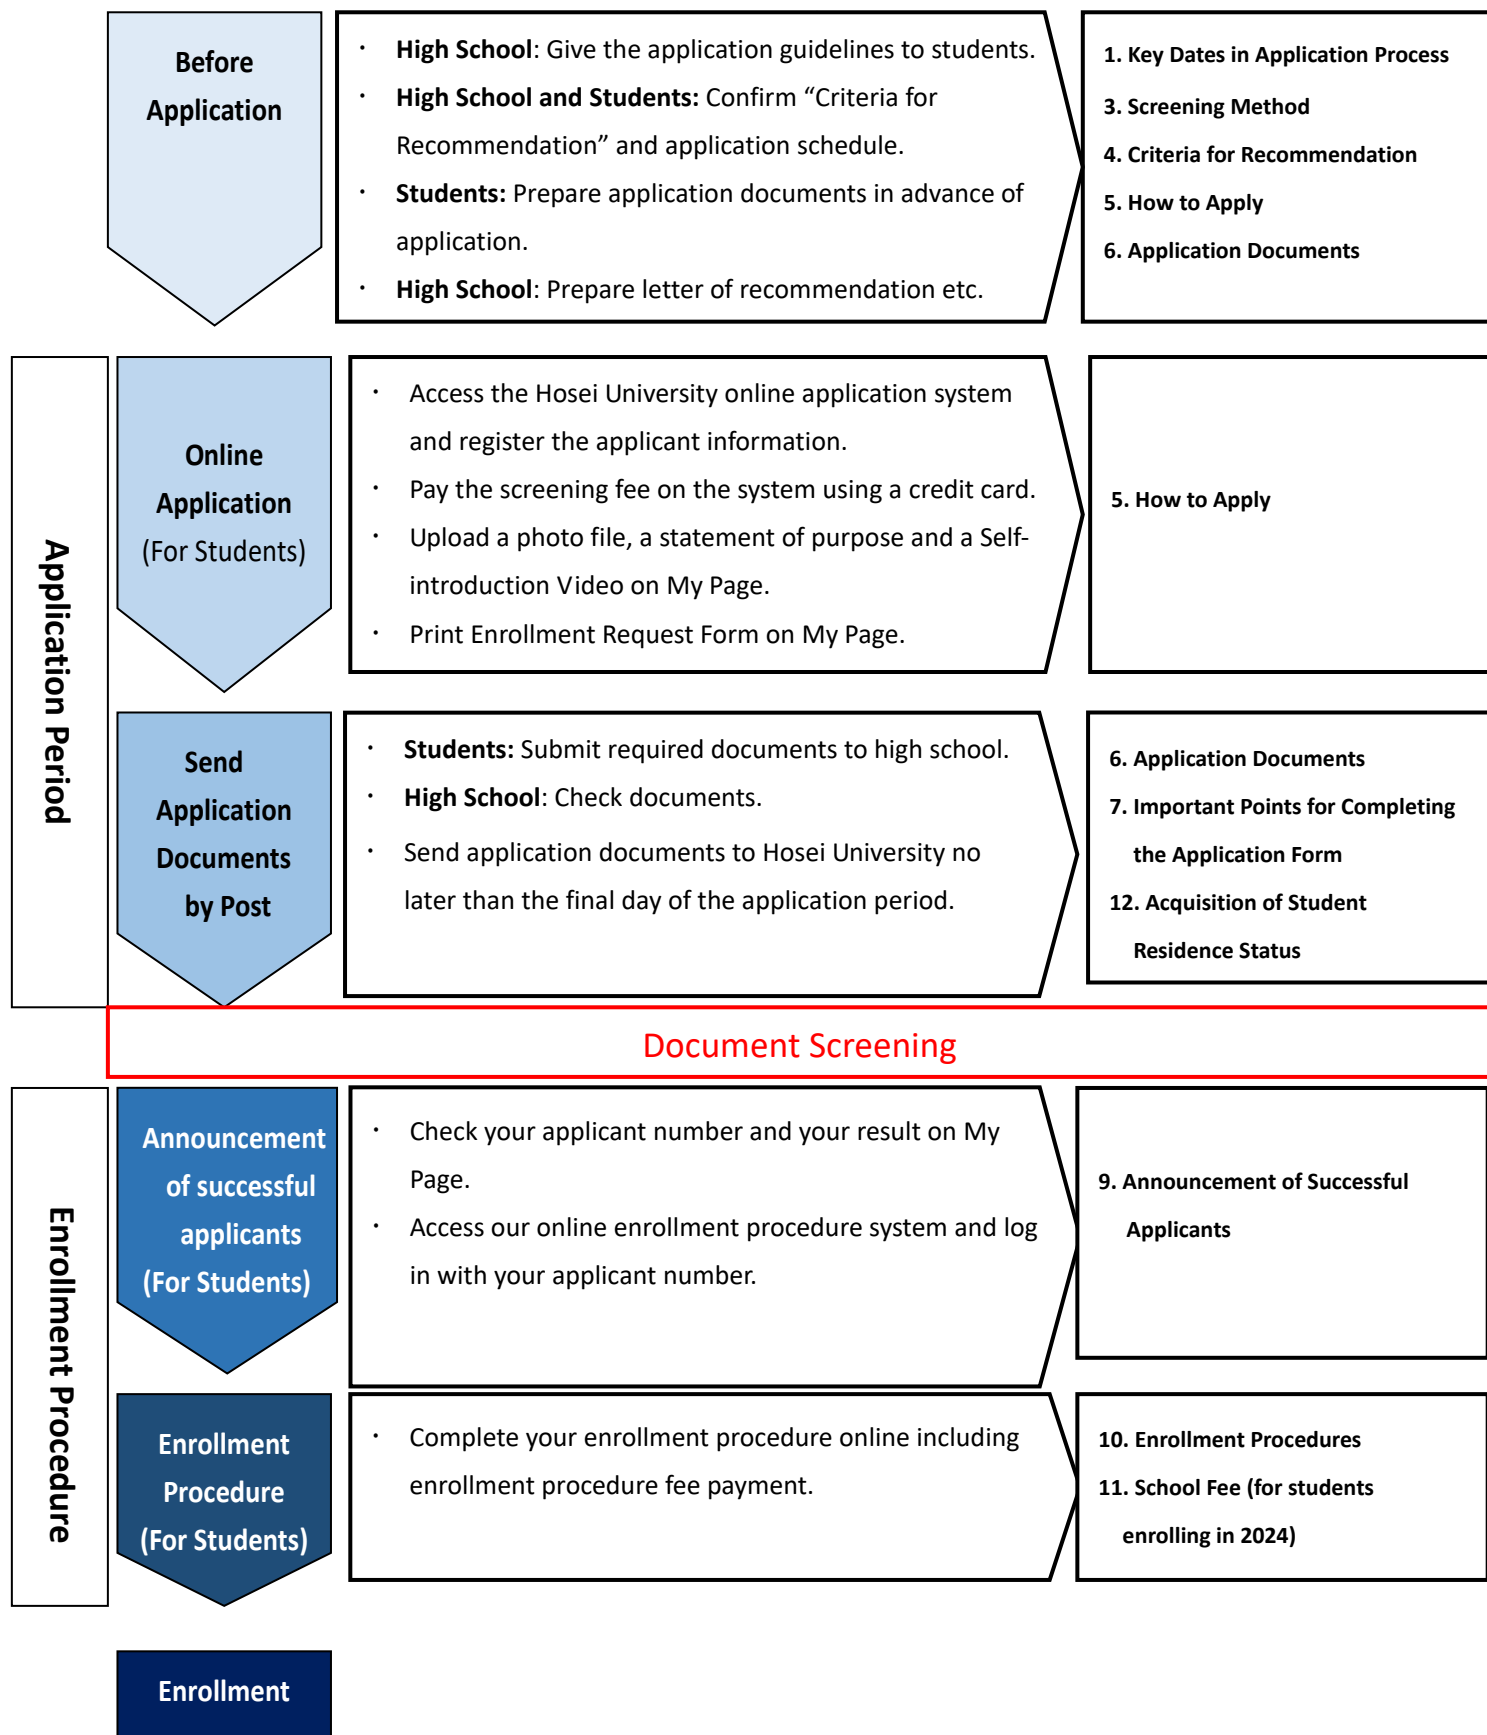 Before
Application
・ High School: Give the application guidelines to students.
・ High School and Students: Confirm “Criteria for
Recommendation” and application schedule.
・ Students: Prepare application documents in advance of
application.
・ High School: Prepare letter of recommendation etc.
1. Key Dates in Application Process
3. Screening Method
4. Criteria for Recommendation
5. How to Apply
6. Application Documents
Application Period
Online
Application
(For Students)
・ Access the Hosei University online application system
and register the applicant information.
・ Pay the screening fee on the system using a credit card.
・ Upload a photo file, a statement of purpose and a Self-
introduction Video on My Page.
・ Print Enrollment Request Form on My Page.
5. How to Apply
Send
Application
Documents
by Post
・ Students: Submit required documents to high school.
・ High School: Check documents.
・ Send application documents to Hosei University no
later than the final day of the application period.
6. Application Documents
7. Important Points for Completing
the Application Form
12. Acquisition of Student
Residence Status
Document Screening
Enrollment Procedure
Announcement
of successful
applicants
(For Students)
・ Check your applicant number and your result on My
Page.
・ Access our online enrollment procedure system and log
in with your applicant number.
9. Announcement of Successful
Applicants
Enrollment
Procedure
(For Students)
・ Complete your enrollment procedure online including
enrollment procedure fee payment.
10. Enrollment Procedures
11. School Fee (for students
enrolling in 2024)
Enrollment